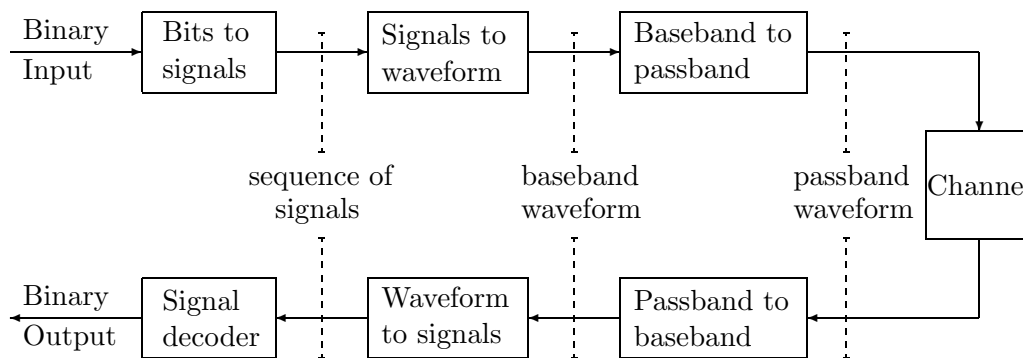 Binary
Input
Bits to
signals
Signals to
waveform
Baseband to
passband
sequence of
signals
baseband
waveform
passband
waveform
Channe
Binary
Output
Signal
decoder
Waveform
to signals
Passband to
baseband